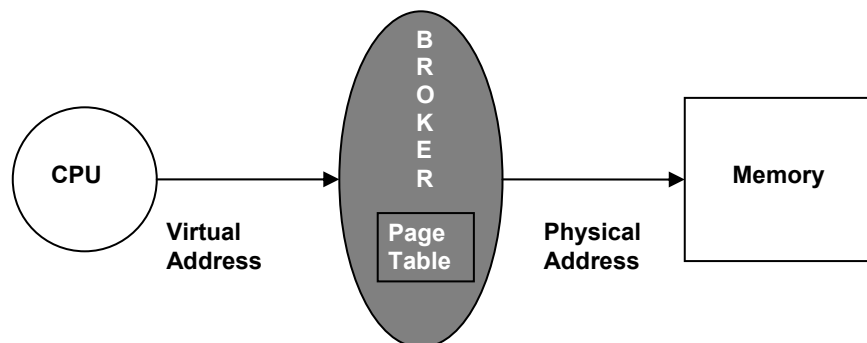 B
R
O
K
E
R
CPU
Memory
Virtual
Address
Page
Table
Physical
Address